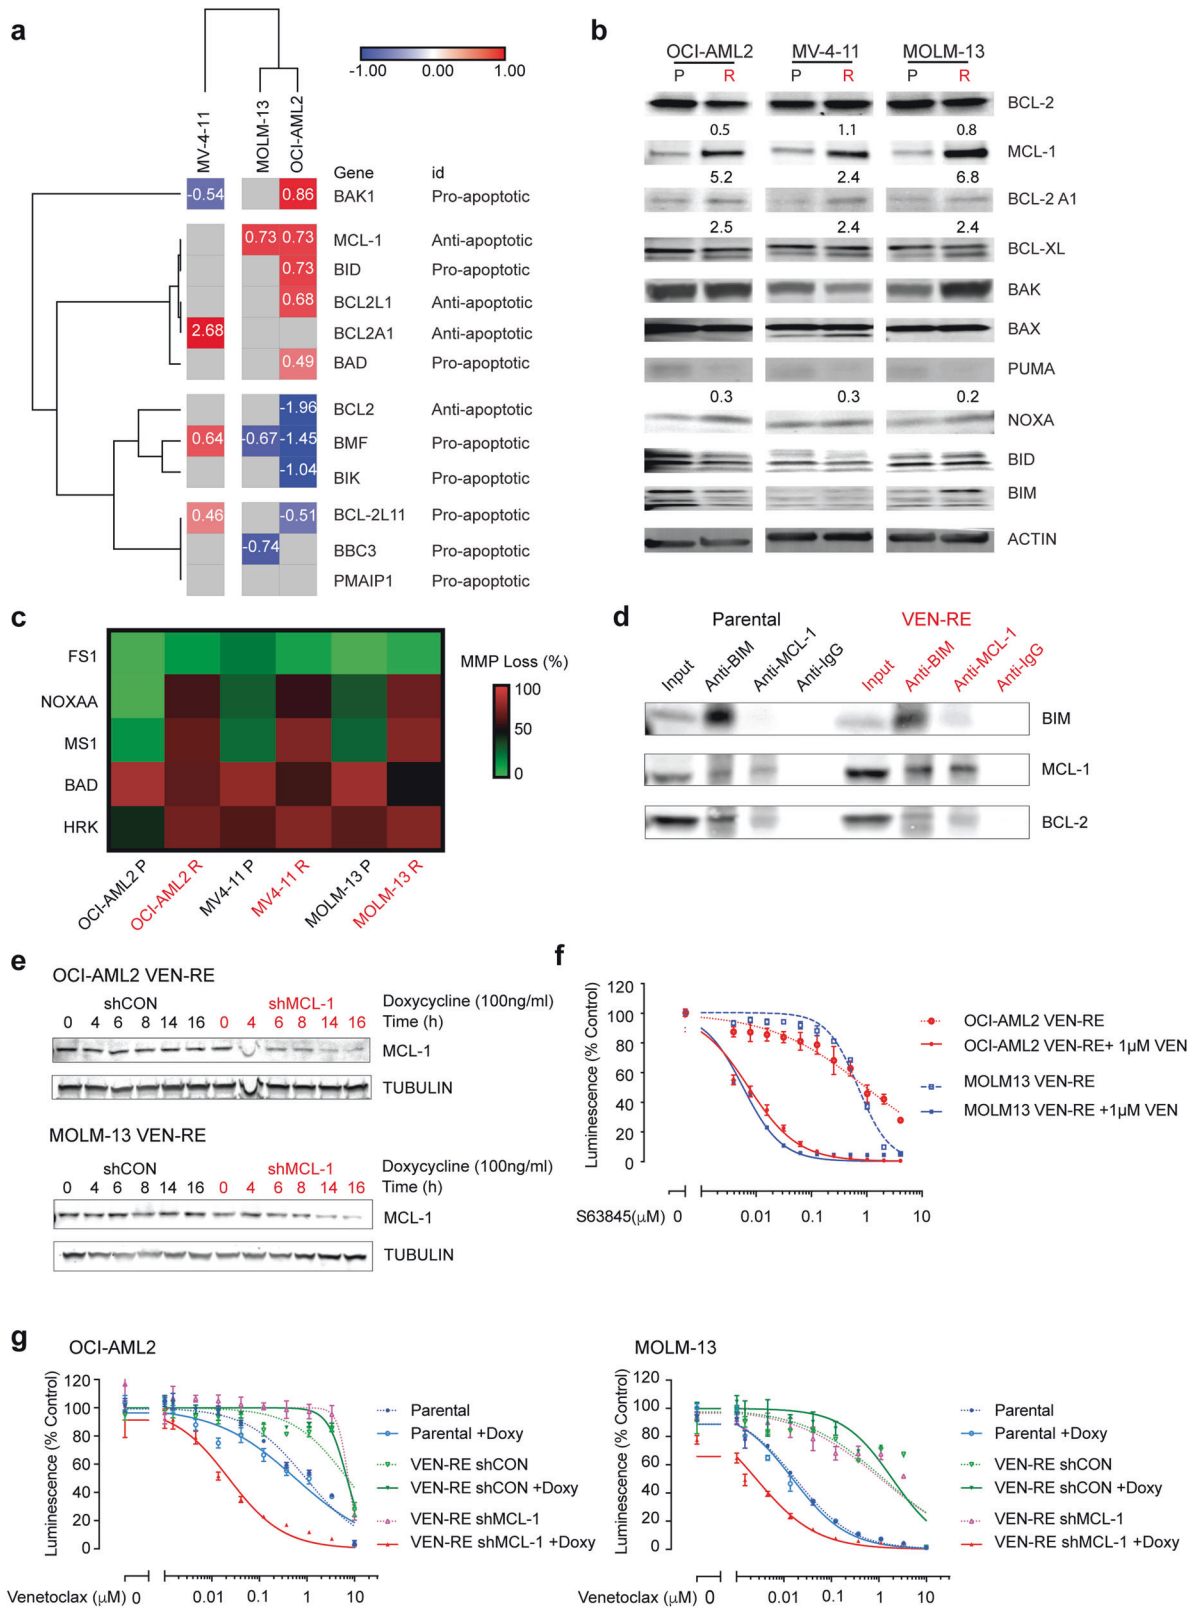 a
-1.00 0.00 1.00
MV-4-11
MOLM-13
OCI-AML2
Gene id
-0.54 0.86 BAK1 Pro-apoptotic
0.73 0.73 MCL-1 Anti-apoptotic
0.73 BID Pro-apoptotic
0.68 BCL2L1 Anti-apoptotic
2.68 BCL2A1 Anti-apoptotic
0.49 BAD Pro-apoptotic
-1.96 BCL2 Anti-apoptotic
0.64 -0.67 -1.45 BMF Pro-apoptotic
-1.04 BIK Pro-apoptotic
0.46 -0.51 BCL-2L11 Pro-apoptotic
-0.74 BBC3 Pro-apoptotic
PMAIP1 Pro-apoptotic
b
OCI-AML2 MV-4-11 MOLM-13
P R P R P R
BCL-2
0.5 1.1 0.8
MCL-1
5.2 2.4 6.8
BCL-2 A1
2.5 2.4 2.4
BCL-XL
BAK
BAX
PUMA
0.3 0.3 0.2
NOXA
BID
BIM
ACTIN
c
FS1
NOXAA
MS1
BAD
HRK
OCI-AML2 P
OCI-AML2 R
MV4-11 P
MV4-11 R
MOLM-13 P
MOLM-13 R
MMP Loss (%)
100
50
0
d
Parental VEN-RE
Input
Anti-BIM
Anti-MCL-1
Anti-IgG
Input
Anti-BIM
Anti-MCL-1
Anti-IgG
BIM
MCL-1
BCL-2
e
OCI-AML2 VEN-RE
shCON shMCL-1 Doxycycline (100ng/ml)
0 4 6 8 14 16 0 4 6 8 14 16 Time (h)
MCL-1
TUBULIN
MOLM-13 VEN-RE
shCON shMCL-1 Doxycycline (100ng/ml)
0 4 6 8 14 16 0 4 6 8 14 16 Time (h)
MCL-1
TUBULIN
f
Luminescence (% Control)
120
100
80
60
40
20
0
S63845(μM) 0 0.01 0.1 1 10
OCI-AML2 VEN-RE
OCI-AML2 VEN-RE+ 1μM VEN
MOLM13 VEN-RE
MOLM13 VEN-RE +1μM VEN
g
OCI-AML2
Luminescence (% Control)
120
100
80
60
40
20
0
Venetoclax (μM) 0 0.01 0.1 1 10
Parental
Parental +Doxy
VEN-RE shCON
VEN-RE shCON +Doxy
VEN-RE shMCL-1
VEN-RE shMCL-1 +Doxy
MOLM-13
Luminescence (% Control)
120
100
80
60
40
20
0
Venetoclax (μM) 0 0.01 0.1 1 10
Parental
Parental +Doxy
VEN-RE shCON
VEN-RE shCON +Doxy
VEN-RE shMCL-1
VEN-RE shMCL-1 +Doxy